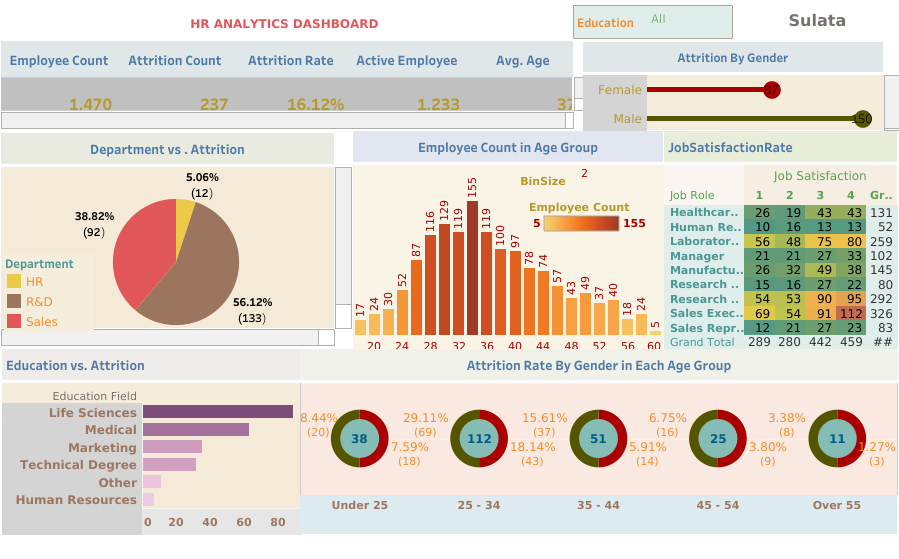 HR ANALYTICS DASHBOARD
Education All
Sulata
Employee Count Attrition Count Attrition Rate Active Employee Avg. Age
1.470 237 16.12% 1.233 37
Attrition By Gender
Female
Male 150
Department vs . Attrition
5.06%
(12)
38.82%
(92)
56.12%
(133)
Department
HR
R&D
Sales
Employee Count in Age Group
BinSize 2
Employee Count
5 155
17 24 30 52 87 116 129 119 155 119 100 97 78 74 57 43 49 37 40 18 24 5
20 24 28 32 36 40 44 48 52 56 60
JobSatisfactionRate
Job Satisfaction
Job Role 1 2 3 4 Gr..
Healthcar.. 26 19 43 43 131
Human Re.. 10 16 13 13 52
Laborator.. 56 48 75 80 259
Manager 21 21 27 33 102
Manufactu.. 26 32 49 38 145
Research .. 15 16 27 22 80
Research .. 54 53 90 95 292
Sales Exec.. 69 54 91 112 326
Sales Repr.. 12 21 27 23 83
Grand Total 289 280 442 459 ##
Education vs. Attrition
Education Field
Life Sciences
Medical
Marketing
Technical Degree
Other
Human Resources
0 20 40 60 80
Attrition Rate By Gender in Each Age Group
8.44%
(20)
38
7.59%
(18)
29.11%
(69)
112
18.14%
(43)
15.61%
(37)
51
5.91%
(14)
6.75%
(16)
25
3.80%
(9)
3.38%
(8)
11
1.27%
(3)
Under 25 25 - 34 35 - 44 45 - 54 Over 55